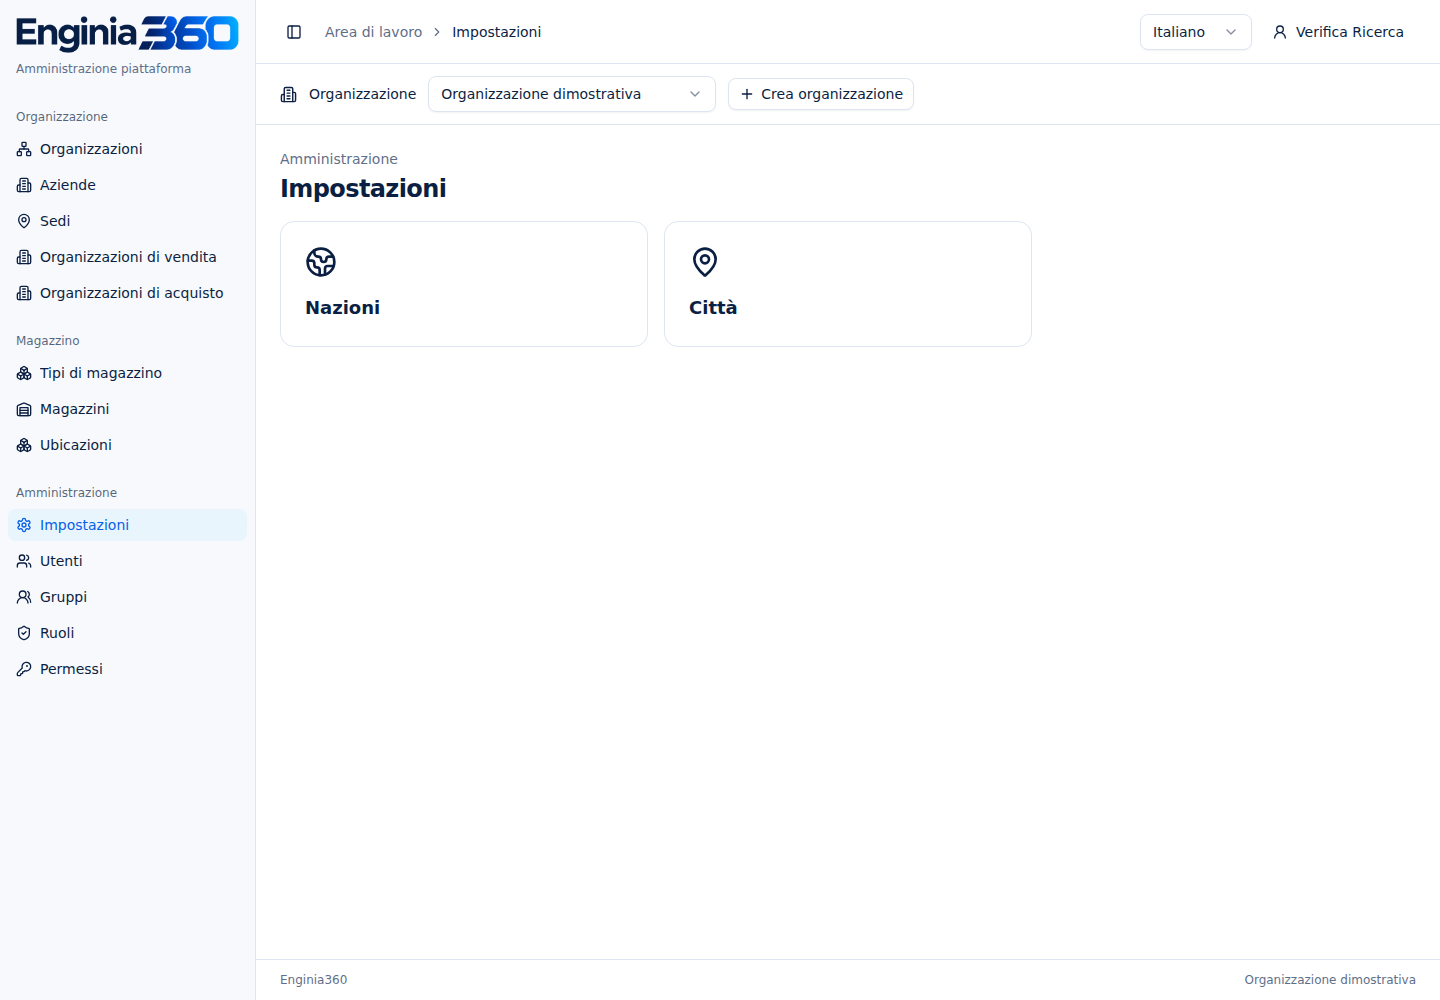 Enginia360
Amministrazione piattaforma
Organizzazione
Organizzazioni
Aziende
Sedi
Organizzazioni di vendita
Organizzazioni di acquisto
Magazzino
Tipi di magazzino
Magazzini
Ubicazioni
Amministrazione
Impostazioni
Utenti
Gruppi
Ruoli
Permessi
Area di lavoro > Impostazioni
Italiano
Verifica Ricerca
Organizzazione
Organizzazione dimostrativa
+ Crea organizzazione
Amministrazione
Impostazioni
Nazioni
Città
Enginia360
Organizzazione dimostrativa